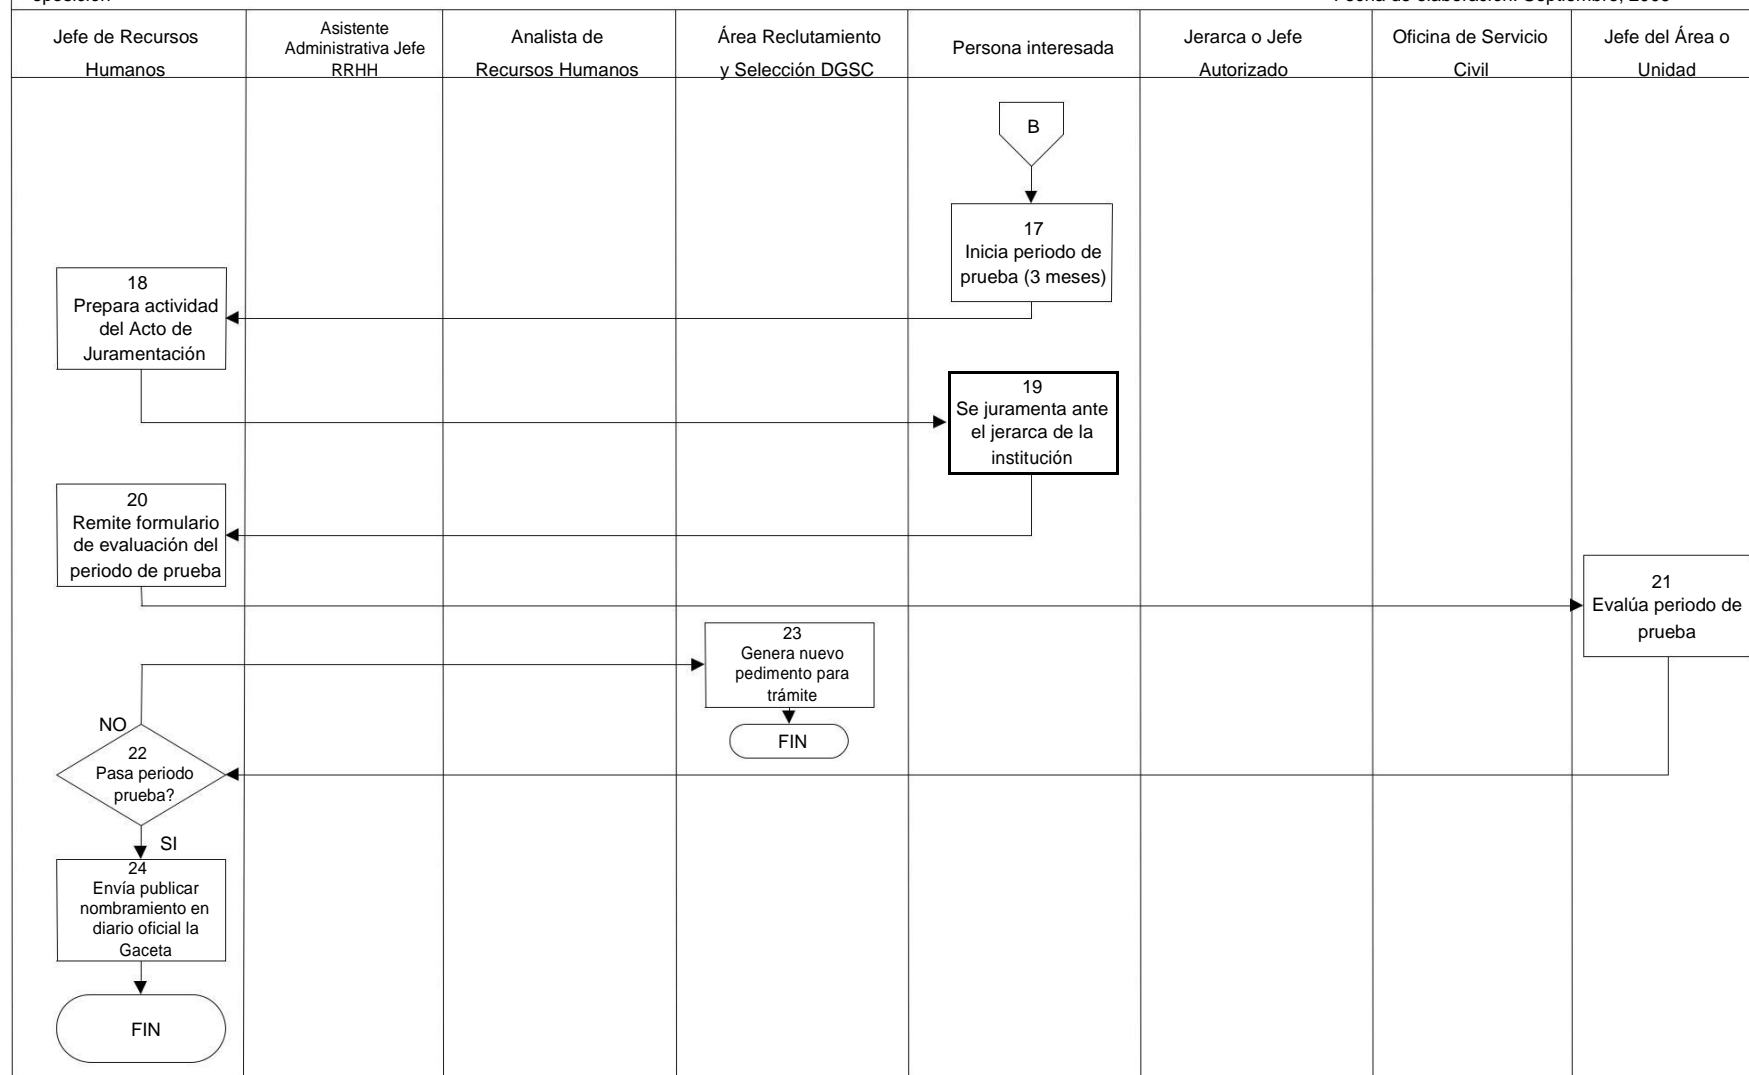 Jefe de Recursos
Humanos
Asistente
Administrativa Jefe
RRHH
Analista de
Recursos Humanos
Área Reclutamiento
y Selección DGSC
Persona interesada
Jerarca o Jefe
Autorizado
Oficina de Servicio
Civil
Jefe del Área o
Unidad
B
17
Inicia periodo de
prueba (3 meses)
18
Prepara actividad
del Acto de
Juramentación
19
Se juramenta ante
el jerarca de la
institución
20
Remite formulario
de evaluación del
periodo de prueba
21
Evalúa periodo de
prueba
23
Genera nuevo
pedimento para
trámite
FIN
NO
22
Pasa periodo
prueba?
SI
24
Envía publicar
nombramiento en
diario oficial la
Gaceta
FIN